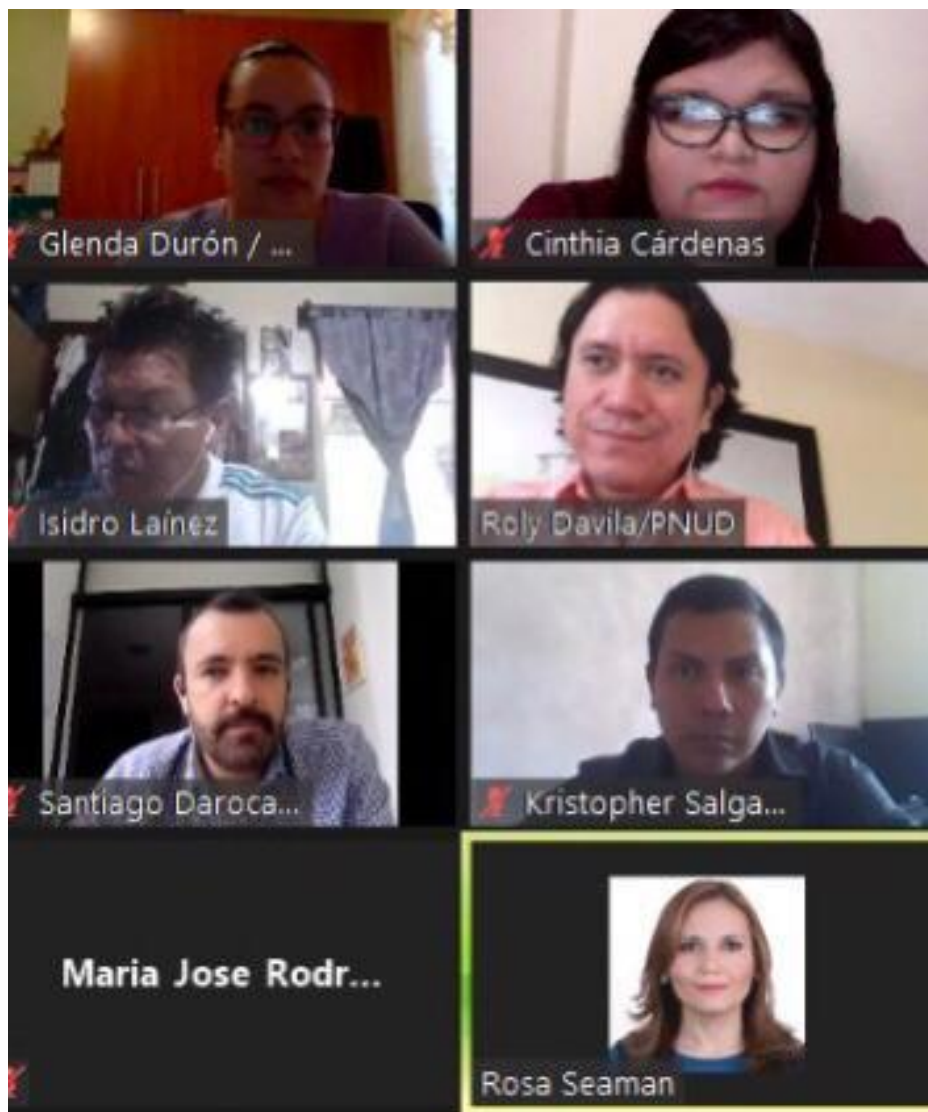 Glenda Durón / ...
Cinthia Cárdenas
Isidro Laínez
Roly Davila/PNUD
Santiago Daroca...
Kristopher Salga...
Maria Jose Rodr...
Rosa Seaman